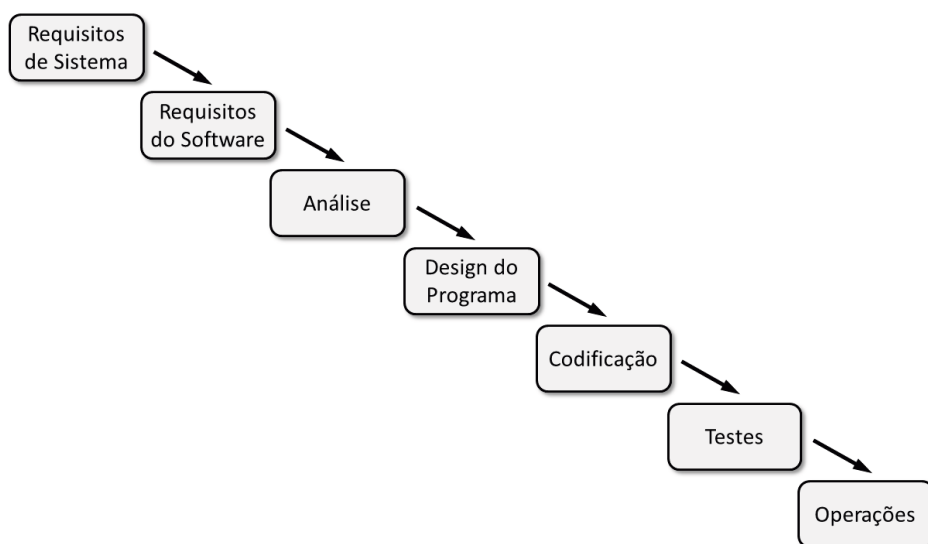 Requisitos
de Sistema
Requisitos
do Software
Análise
Design do
Programa
Codificação
Testes
Operações